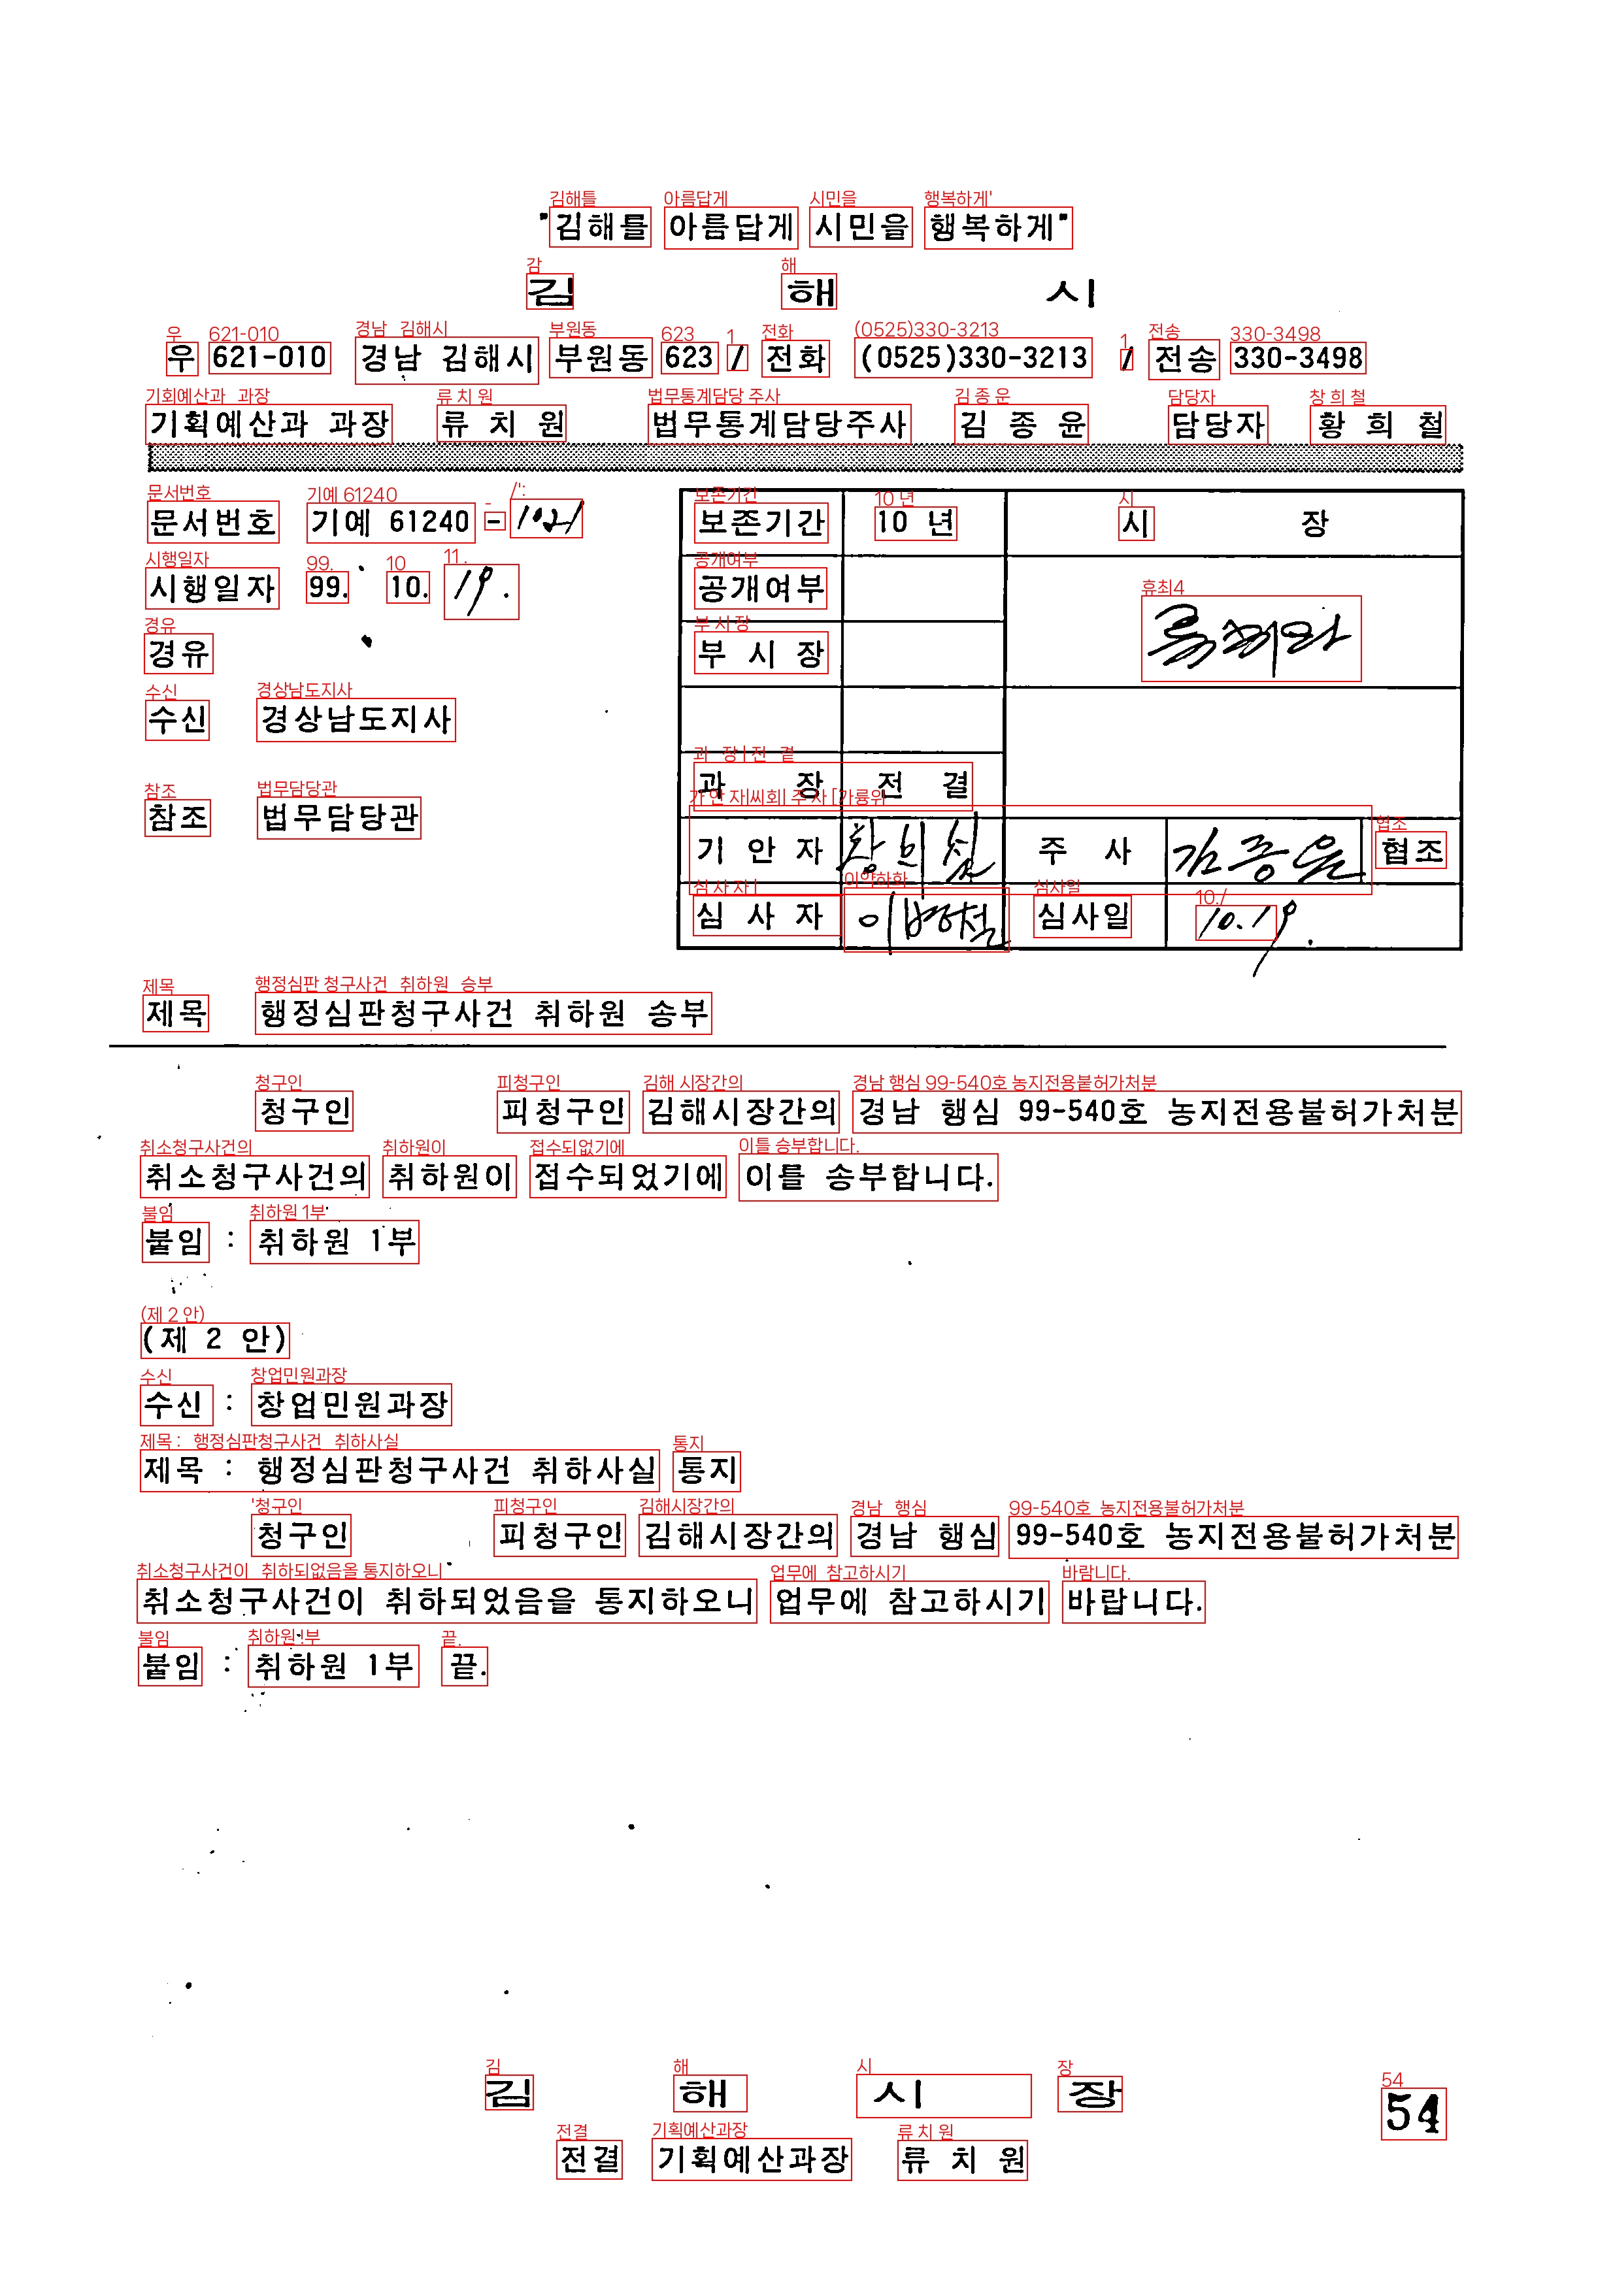 "김해를 아름답게 시민을 행복하게"
김 해 시
우 621-010 경남 김해시 부원동 623 / 전화 (0525)330-3213 / 전송 330-3498
기획예산과 과장 류 치 원 법무통계담당주사 김 종 윤 담당자 황 희 철
문서번호 기예 61240 - 1021
시행일자 99. 10. 19.
경유
수신 경상남도지사
참조 법무담당관
보존기간 10 년 시 장
공개여부
부 시 장
과 장 전 결
기 안 자 황희철 주 사 김종윤 협조
심 사 자 심사일 10.19.
제목 행정심판청구사건 취하원 송부
청구인 피청구인 김해시장간의 경남 행심 99-540호 농지전용불허가처분
취소청구사건의 취하원이 접수되었기에 이를 송부합니다.
붙임 : 취하원 1부
(제 2 안)
수신 : 창업민원과장
제목 : 행정심판청구사건 취하사실 통지
청구인 피청구인 김해시장간의 경남 행심 99-540호 농지전용불허가처분
취소청구사건이 취하되었음을 통지하오니 업무에 참고하시기 바랍니다.
붙임 : 취하원 1부 끝.
김 해 시 장
전결 기획예산과장 류 치 원
54